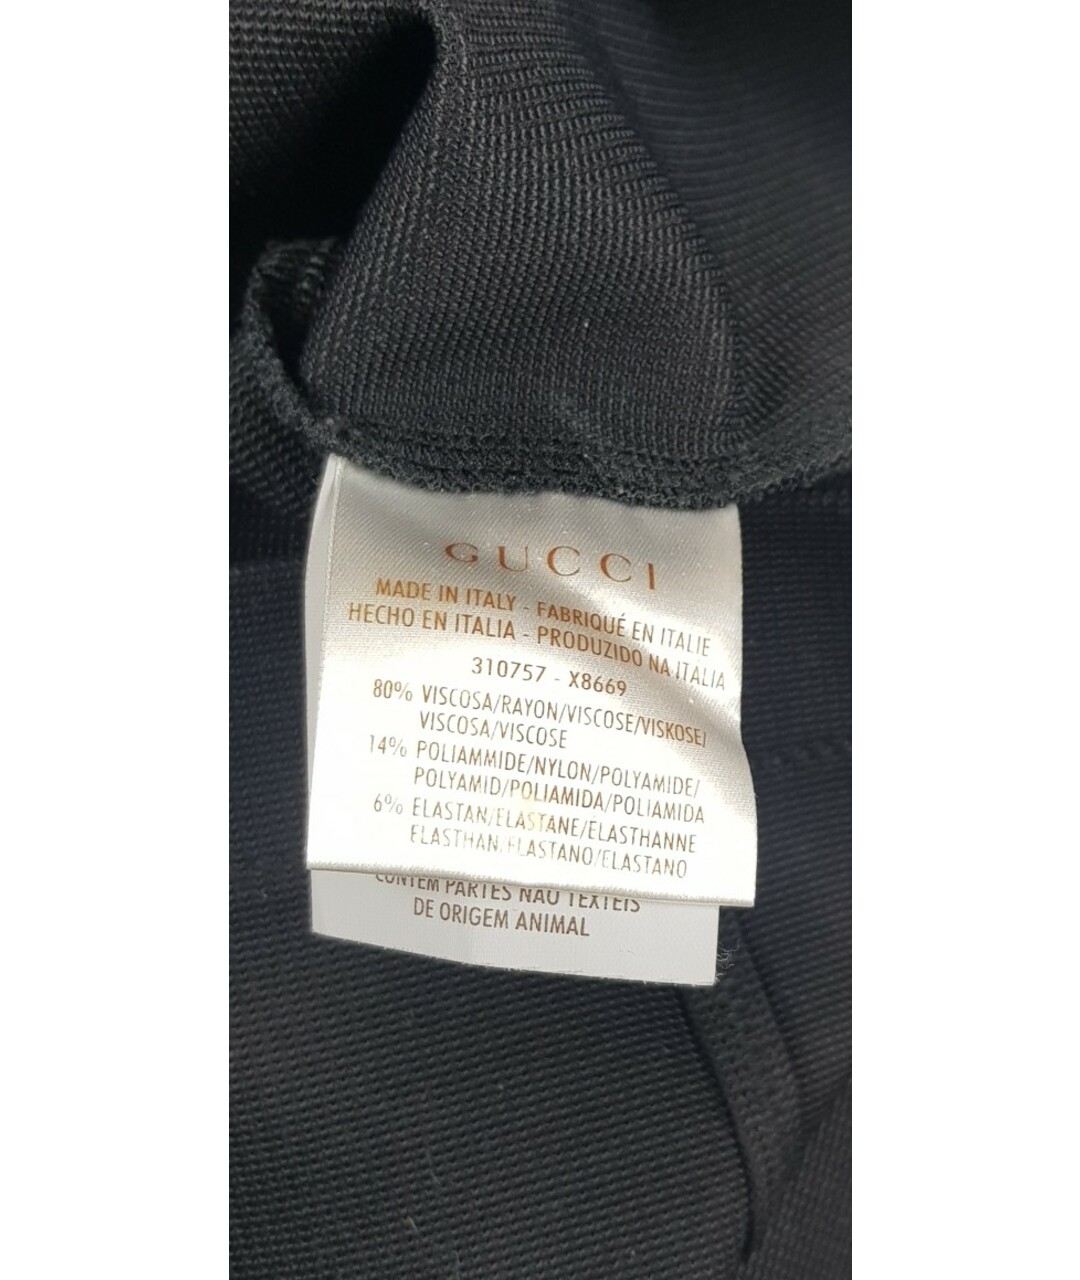 GUCCI
MADE IN ITALY - FABRIQUÉ EN ITALIE
HECHO EN ITALIA - PRODUZIDO NA ITALIA
310757 - X8669
80% VISCOSA/RAYON/VISCOSE/VISKOSE/
VISCOSA/VISCOSE
14% POLIAMMIDE/NYLON/POLYAMIDE/
POLYAMID/POLIAMIDA/POLIAMIDA
6% ELASTAN/ELASTANE/ELASTHANNE
ELASTHAN/ELASTANO/ELASTANO
CONTÉM PARTES NÃO TÊXTEIS
DE ORIGEM ANIMAL